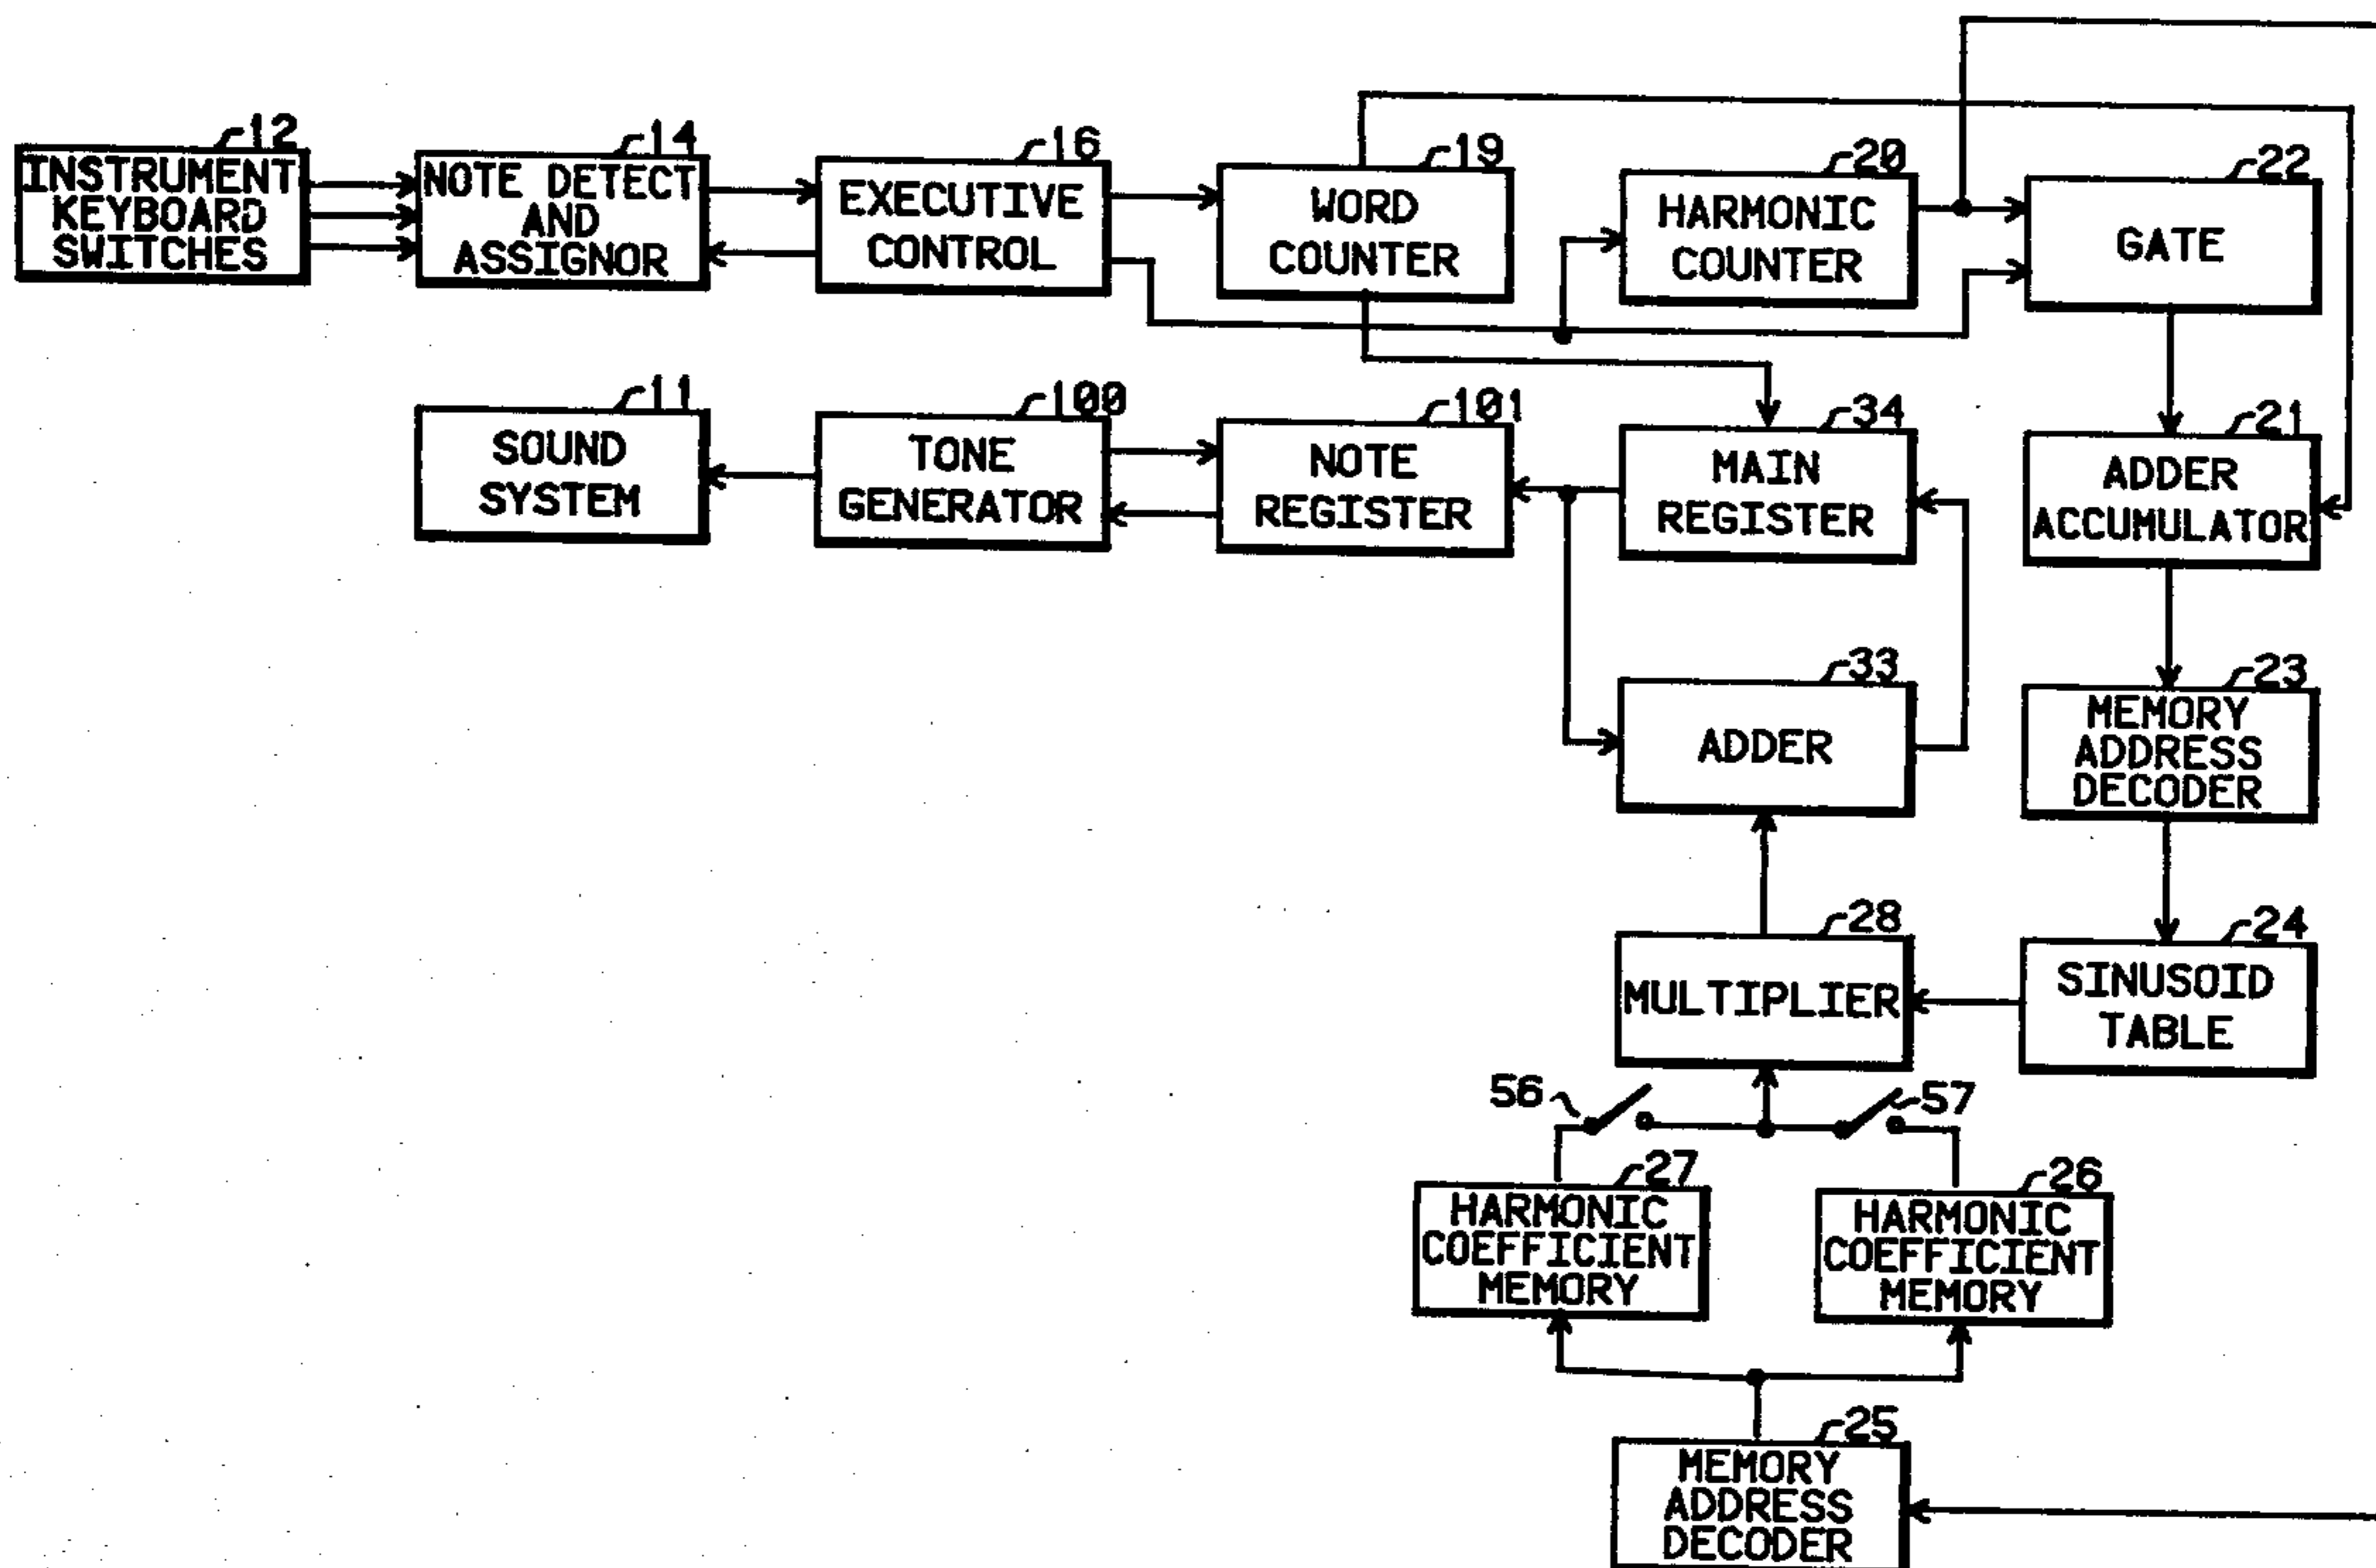 12
INSTRUMENT
KEYBOARD
SWITCHES
14
NOTE DETECT
AND
ASSIGNOR
16
EXECUTIVE
CONTROL
19
WORD
COUNTER
20
HARMONIC
COUNTER
22
GATE
11
SOUND
SYSTEM
100
TONE
GENERATOR
101
NOTE
REGISTER
34
MAIN
REGISTER
21
ADDER
ACCUMULATOR
33
ADDER
23
MEMORY
ADDRESS
DECODER
28
MULTIPLIER
24
SINUSOID
TABLE
56
57
27
HARMONIC
COEFFICIENT
MEMORY
26
HARMONIC
COEFFICIENT
MEMORY
25
MEMORY
ADDRESS
DECODER